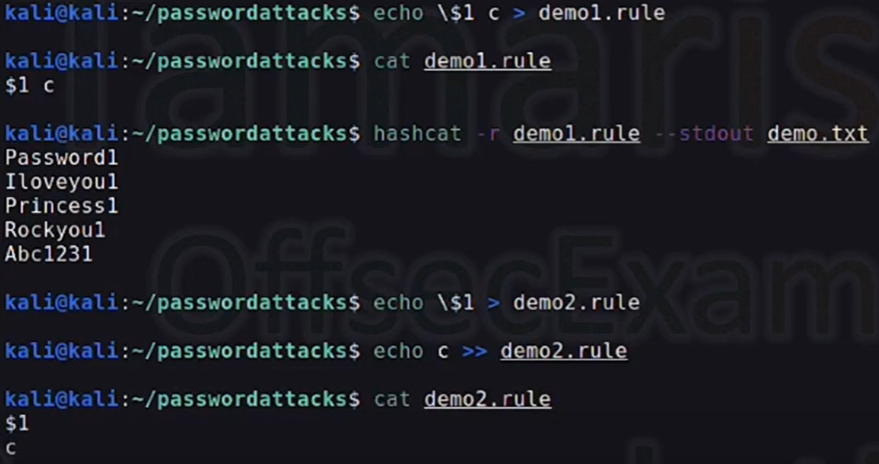 kali@kali:~/passwordattacks$ echo \$1 c > demo1.rule
kali@kali:~/passwordattacks$ cat demo1.rule
$1 c
kali@kali:~/passwordattacks$ hashcat -r demo1.rule --stdout demo.txt
Password1
Iloveyou1
Princess1
Rockyou1
Abc1231
kali@kali:~/passwordattacks$ echo \$1 > demo2.rule
kali@kali:~/passwordattacks$ echo c >> demo2.rule
kali@kali:~/passwordattacks$ cat demo2.rule
$1
c
Tamaris
OffsecExam